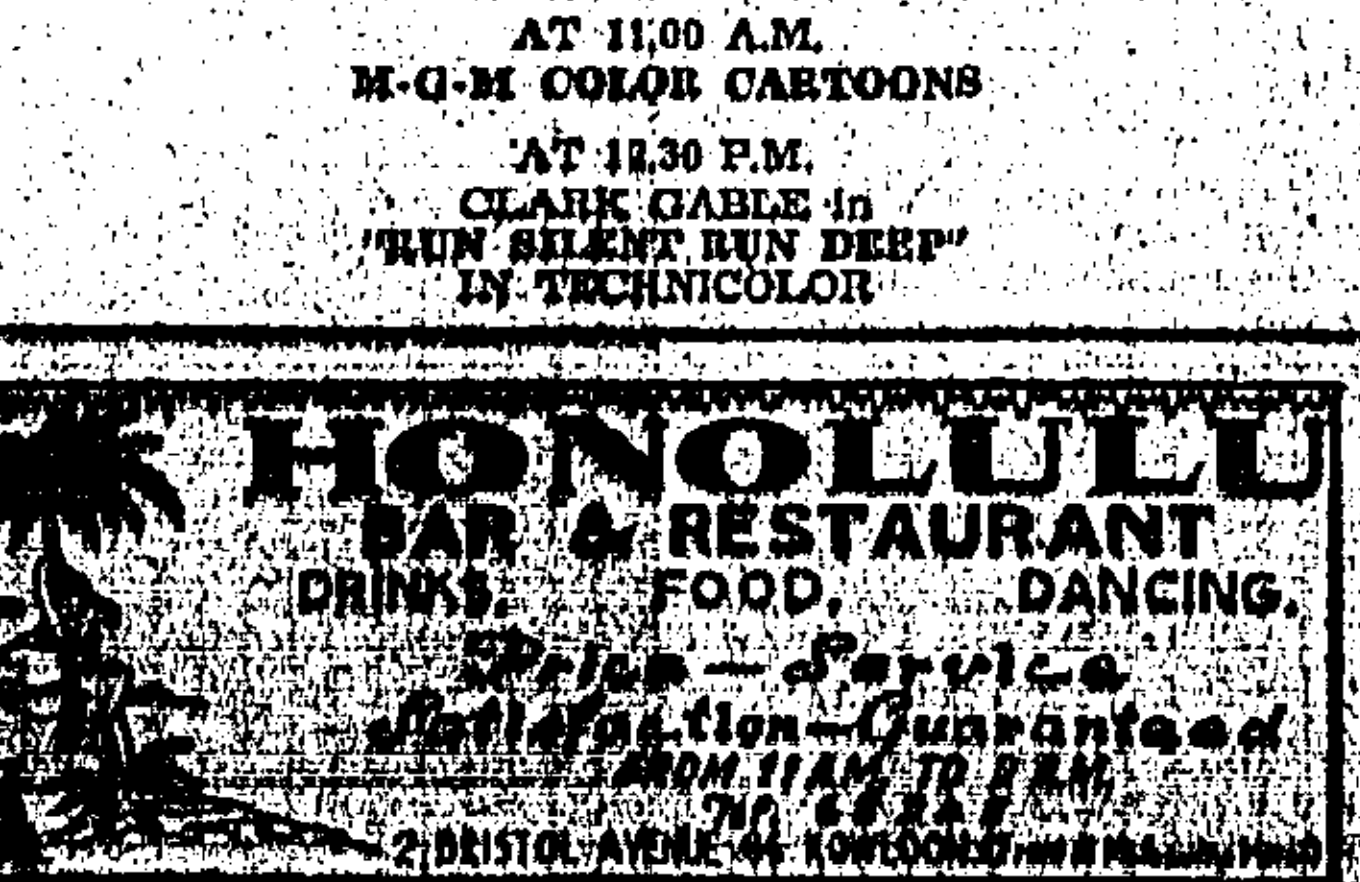 AT 11.00 A.M.
M-G-M COLOR CARTOONS
AT 12.30 P.M.
CLARK GABLE in
"RUN SILENT RUN DEEP"
IN TECHNICOLOR
HONOLULU
BAR & RESTAURANT
DRINKS, FOOD, DANCING.
Price — Service
Satisfaction — Guaranteed
FROM 11 AM TO
2, BRISTOL AVENUE KOWLOON